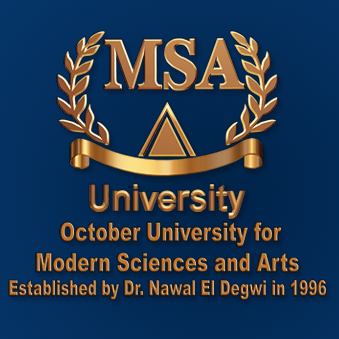 MSA
University
October University for
Modern Sciences and Arts
Established by Dr. Nawal El Degwi in 1996